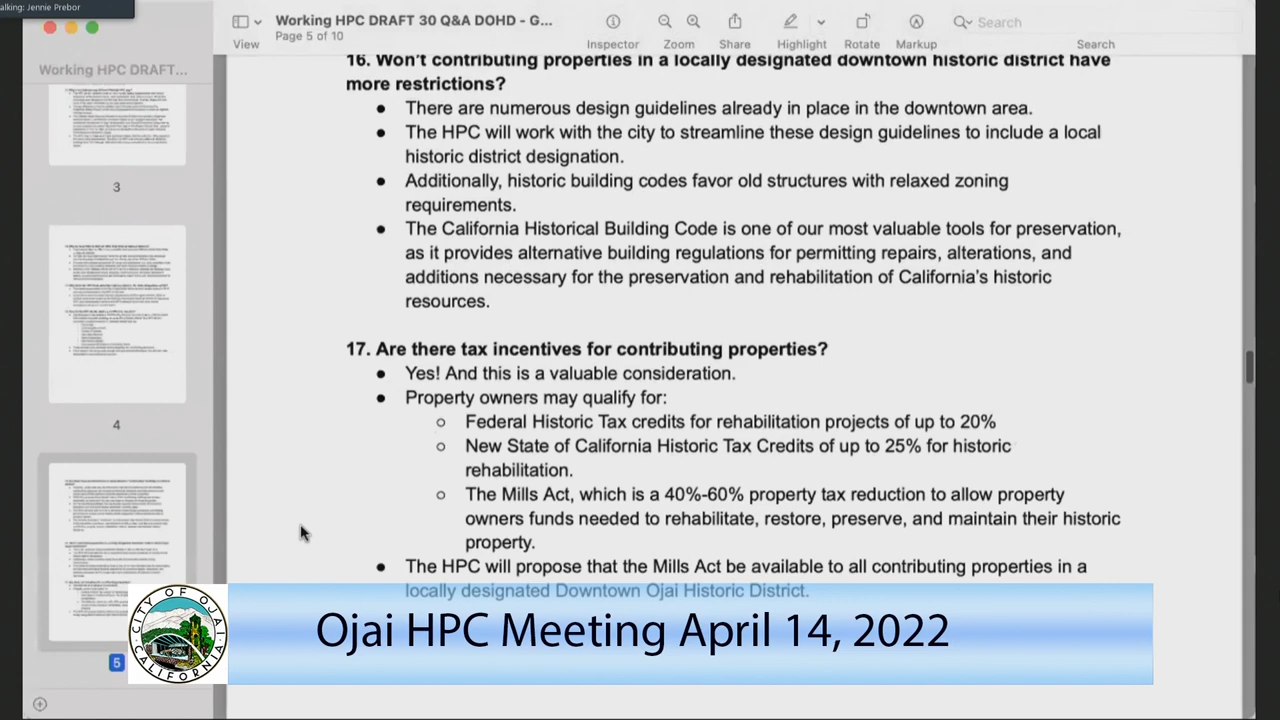 alking: Jennie Prebor
Working HPC DRAFT 30 Q&A DOHD - G...
Page 5 of 10
View
Inspector
Zoom
Share
Highlight
Rotate
Markup
Search
Search
Working HPC DRAFT...
3
4
5
16. Won't contributing properties in a locally designated downtown historic district have
more restrictions?
● There are numerous design guidelines already in place in the downtown area.
● The HPC will work with the city to streamline these design guidelines to include a local
historic district designation.
● Additionally, historic building codes favor old structures with relaxed zoning
requirements.
● The California Historical Building Code is one of our most valuable tools for preservation,
as it provides alternative building regulations for permitting repairs, alterations, and
additions necessary for the preservation and rehabilitation of California's historic
resources.
17. Are there tax incentives for contributing properties?
● Yes! And this is a valuable consideration.
● Property owners may qualify for:
○ Federal Historic Tax credits for rehabilitation projects of up to 20%
○ New State of California Historic Tax Credits of up to 25% for historic
rehabilitation.
○ The Mills Act, which is a 40%-60% property tax reduction to allow property
owners funds needed to rehabilitate, restore, preserve, and maintain their historic
property.
● The HPC will propose that the Mills Act be available to all contributing properties in a
locally designated Downtown Ojai Historic District.
CITY OF OJAI
CALIFORNIA
Ojai HPC Meeting April 14, 2022